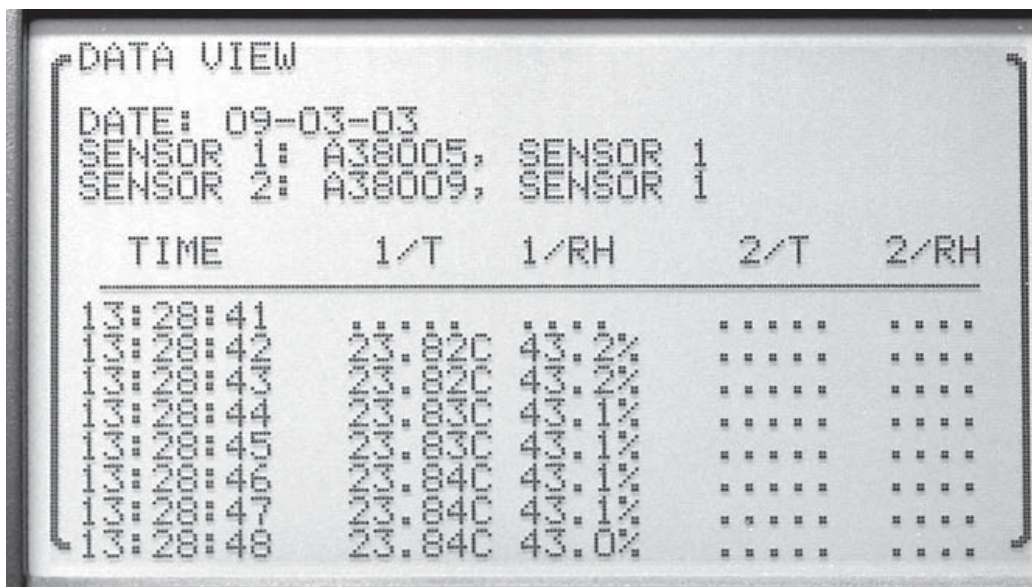 DATA VIEW
DATE: 09-03-03
SENSOR 1: A38005, SENSOR 1
SENSOR 2: A38009, SENSOR 1
TIME 1/T 1/RH 2/T 2/RH
13:28:41 ..... .... ..... ....
13:28:42 23.82C 43.2% ..... ....
13:28:43 23.82C 43.2% ..... ....
13:28:44 23.83C 43.1% ..... ....
13:28:45 23.83C 43.1% ..... ....
13:28:46 23.84C 43.1% ..... ....
13:28:47 23.84C 43.1% ..... ....
13:28:48 23.84C 43.0% ..... ....